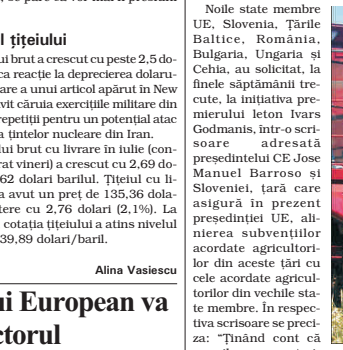 l țițeiului
ui brut a crescut cu peste 2,5 do-
ca reacție la deprecierea dolaru-
are a unui articol apărut în New
vit căruia exercițiile militare din
repetiții pentru un potențial atac
a țintelor nucleare din Iran.
lui brut cu livrare în iulie (con-
rat vineri) a crescut cu 2,69 do-
62 dolari barilul. Țițeiul cu li-
a avut un preț de 135,36 dola-
tere cu 2,76 dolari (2,1%). La
cotația țițeiului a atins nivelul
39,89 dolari/baril.
Alina Vasiescu
ui European va
ctorul
Noile state membre
UE, Slovenia, Țările
Baltice, România,
Bulgaria, Ungaria și
Cehia, au solicitat, la
finele săptămânii tre-
cute, la inițiativa pre-
mierului leton Ivars
Godmanis, într-o scri-
soare adresată
președintelui CE Jose
Manuel Barroso și
Sloveniei, țară care
asigură în prezent
președinției UE, ali-
nierea subvențiilor
acordate agricultori-
lor din aceste țări cu
cele acordate agricul-
torilor din vechile sta-
te membre. În respec-
tiva scrisoare se preci-
za: "Ținând cont că